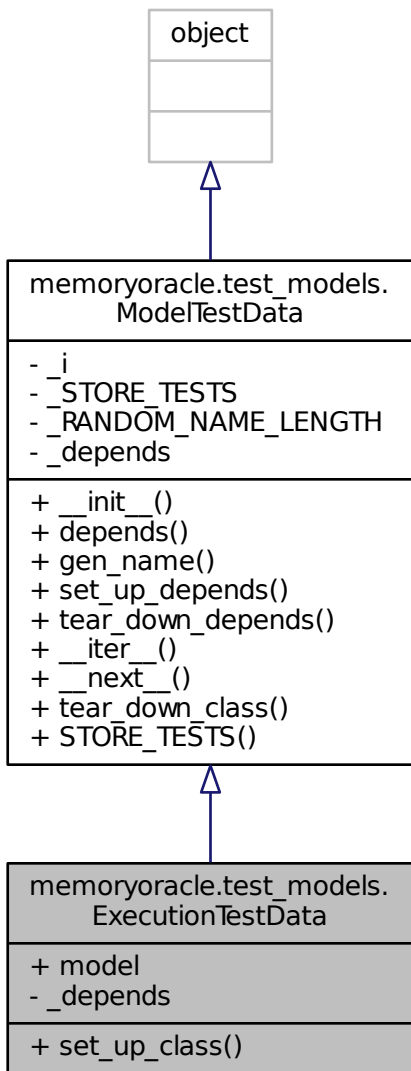 object
memoryoracle.test_models.
ModelTestData
- _i
- _STORE_TESTS
- _RANDOM_NAME_LENGTH
- _depends
+ __init__()
+ depends()
+ gen_name()
+ set_up_depends()
+ tear_down_depends()
+ __iter__()
+ __next__()
+ tear_down_class()
+ STORE_TESTS()
memoryoracle.test_models.
ExecutionTestData
+ model
- _depends
+ set_up_class()